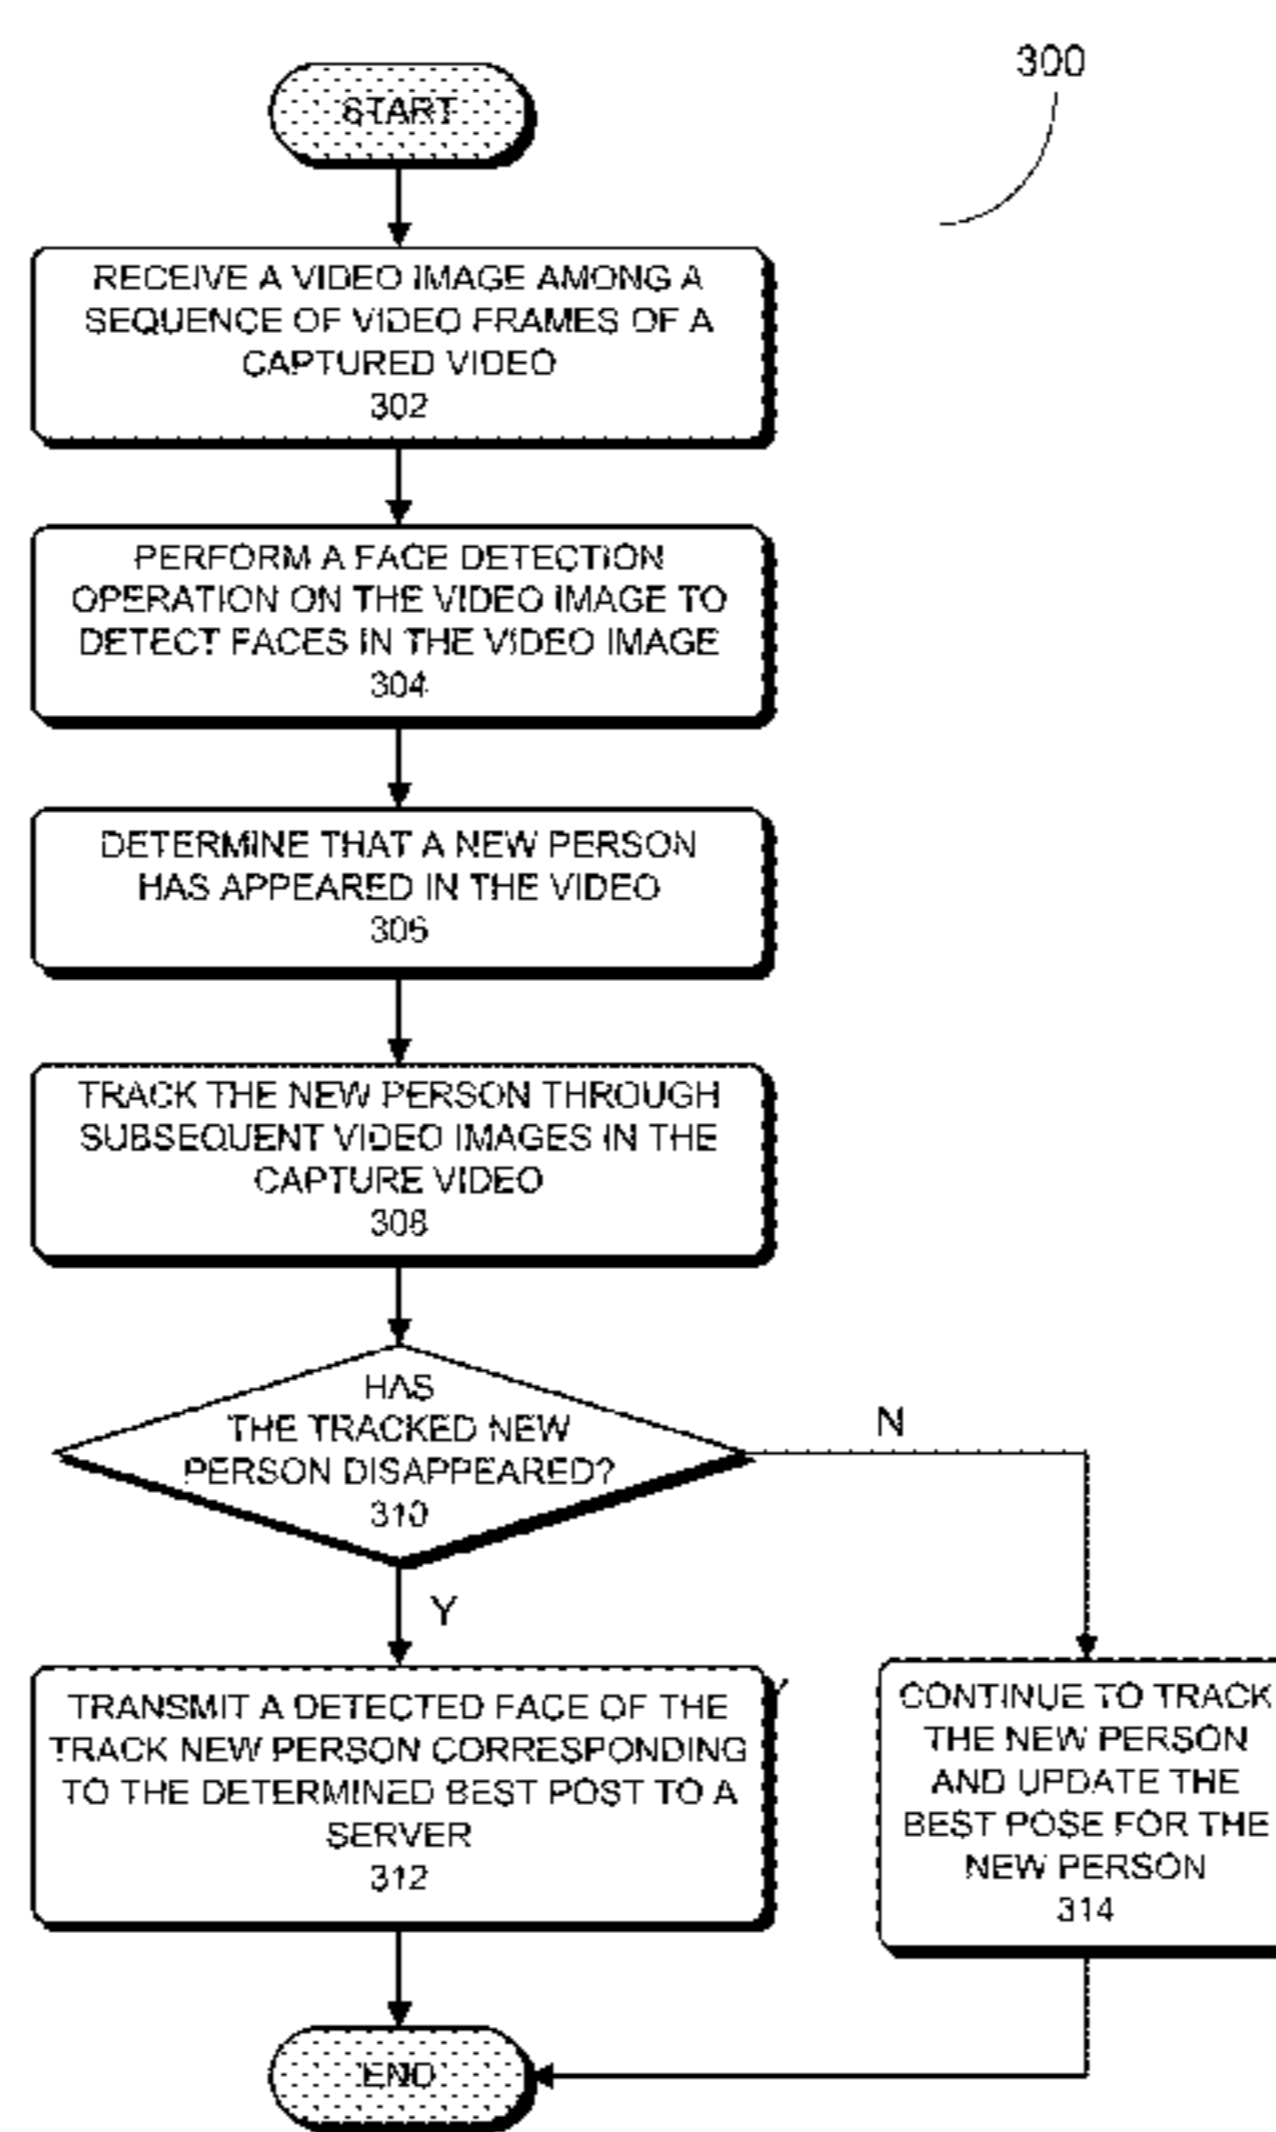 300
START
RECEIVE A VIDEO IMAGE AMONG A
SEQUENCE OF VIDEO FRAMES OF A
CAPTURED VIDEO
302
PERFORM A FACE DETECTION
OPERATION ON THE VIDEO IMAGE TO
DETECT FACES IN THE VIDEO IMAGE
304
DETERMINE THAT A NEW PERSON
HAS APPEARED IN THE VIDEO
306
TRACK THE NEW PERSON THROUGH
SUBSEQUENT VIDEO IMAGES IN THE
CAPTURE VIDEO
308
HAS
THE TRACKED NEW
PERSON DISAPPEARED?
310
N
Y
TRANSMIT A DETECTED FACE OF THE
TRACK NEW PERSON CORRESPONDING
TO THE DETERMINED BEST POST TO A
SERVER
312
CONTINUE TO TRACK
THE NEW PERSON
AND UPDATE THE
BEST POSE FOR THE
NEW PERSON
314
END